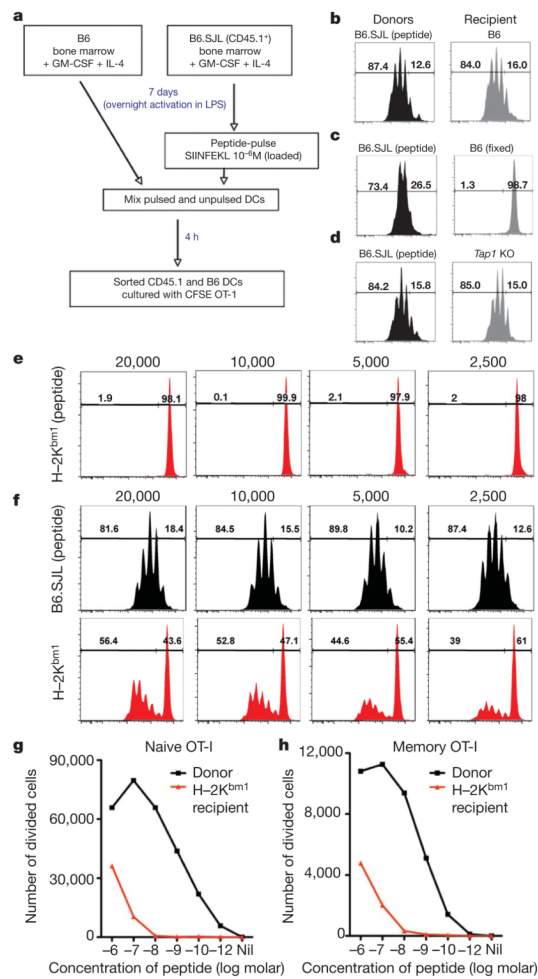 a
B6
bone marrow
+ GM-CSF + IL-4
B6.SJL (CD45.1⁺)
bone marrow
+ GM-CSF + IL-4
7 days
(overnight activation in LPS)
Peptide-pulse
SIINFEKL 10⁻⁶M (loaded)
Mix pulsed and unpulsed DCs
4 h
Sorted CD45.1 and B6 DCs
cultured with CFSE OT-1
b
Donors
Recipient
B6.SJL (peptide)
B6
87.4 12.6
84.0 16.0
c
B6.SJL (peptide)
B6 (fixed)
73.4 26.5
1.3 98.7
d
B6.SJL (peptide)
Tap1 KO
84.2 15.8
85.0 15.0
e
20,000 10,000 5,000 2,500
H–2Kᵇᵐ¹ (peptide)
1.9 98.1
0.1 99.9
2.1 97.9
2 98
f
20,000 10,000 5,000 2,500
B6.SJL (peptide)
81.6 18.4
84.5 15.5
89.8 10.2
87.4 12.6
H–2Kᵇᵐ¹
56.4 43.6
52.8 47.1
44.6 55.4
39 61
g
Naive OT-I
Number of divided cells
90,000
60,000
30,000
0
Donor
H–2Kᵇᵐ¹
recipient
–6 –7 –8 –9 –10 –12 Nil
Concentration of peptide (log molar)
h
Memory OT-I
Number of divided cells
12,000
8,000
4,000
0
Donor
H–2Kᵇᵐ¹
recipient
–6 –7 –8 –9 –10 –12 Nil
Concentration of peptide (log molar)